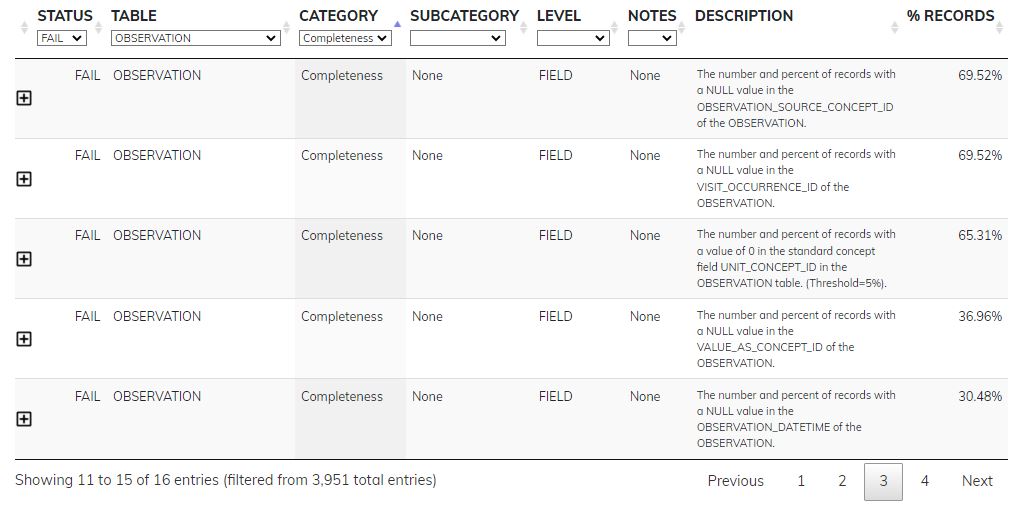 STATUS TABLE CATEGORY SUBCATEGORY LEVEL NOTES DESCRIPTION % RECORDS
FAIL OBSERVATION Completeness
FAIL OBSERVATION Completeness None FIELD None The number and percent of records with 69.52%
a NULL value in the
OBSERVATION_SOURCE_CONCEPT_ID
of the OBSERVATION.
FAIL OBSERVATION Completeness None FIELD None The number and percent of records with 69.52%
a NULL value in the
VISIT_OCCURRENCE_ID of the
OBSERVATION.
FAIL OBSERVATION Completeness None FIELD None The number and percent of records with 65.31%
a value of 0 in the standard concept
field UNIT_CONCEPT_ID in the
OBSERVATION table. (Threshold=5%).
FAIL OBSERVATION Completeness None FIELD None The number and percent of records with 36.96%
a NULL value in the
VALUE_AS_CONCEPT_ID of the
OBSERVATION.
FAIL OBSERVATION Completeness None FIELD None The number and percent of records with 30.48%
a NULL value in the
OBSERVATION_DATETIME of the
OBSERVATION.
Showing 11 to 15 of 16 entries (filtered from 3,951 total entries) Previous 1 2 3 4 Next